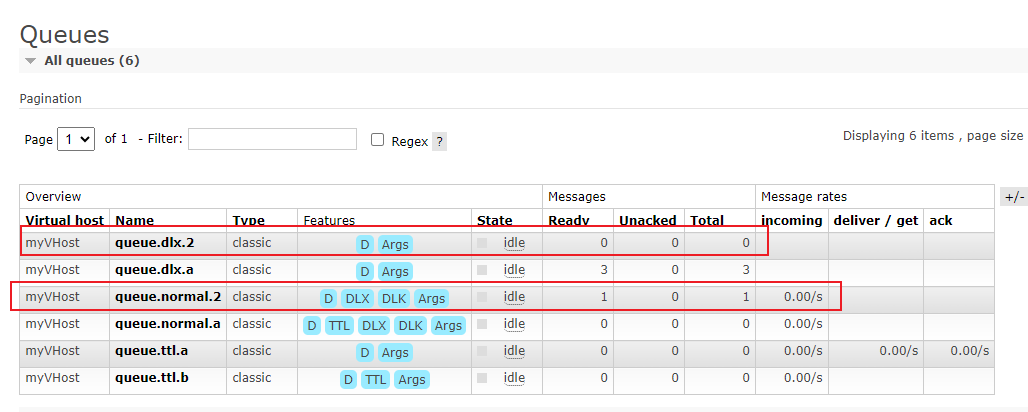 Queues
All queues (6)
Pagination
Page 1 of 1 - Filter: Regex ? Displaying 6 items , page size
Overview Messages Message rates +/-
Virtual host Name Type Features State Ready Unacked Total incoming deliver / get ack
myVHost queue.dlx.2 classic D Args idle 0 0 0
myVHost queue.dlx.a classic D Args idle 3 0 3
myVHost queue.normal.2 classic D DLX DLK Args idle 1 0 1 0.00/s
myVHost queue.normal.a classic D TTL DLX DLK Args idle 0 0 0 0.00/s
myVHost queue.ttl.a classic D Args idle 0 0 0 0.00/s 0.00/s 0.00/s
myVHost queue.ttl.b classic D TTL Args idle 0 0 0 0.00/s